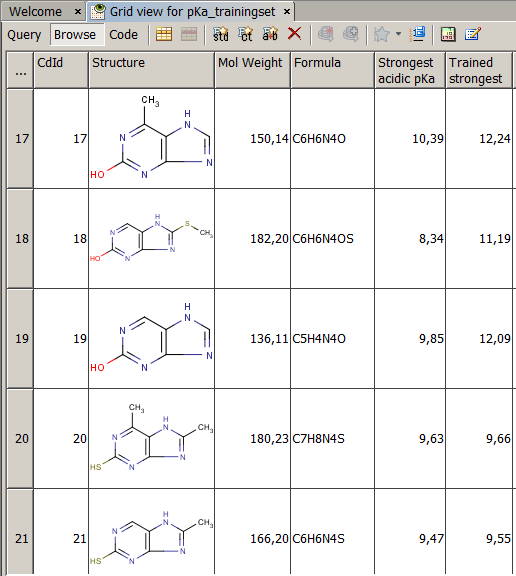 Welcome × Grid view for pKa_trainingset ×
Query Browse Code std ct a-b
... CdId Structure Mol Weight Formula Strongest acidic pKa Trained strongest
17 17 CH3 H N N N N HO 150,14 C6H6N4O 10,39 12,24
18 18 H N N N N S CH3 HO 182,20 C6H6N4OS 8,34 11,19
19 19 H N N N N HO 136,11 C5H4N4O 9,85 12,09
20 20 CH3 H N N N N CH3 HS 180,23 C7H8N4S 9,63 9,66
21 21 H N N N N CH3 HS 166,20 C6H6N4S 9,47 9,55